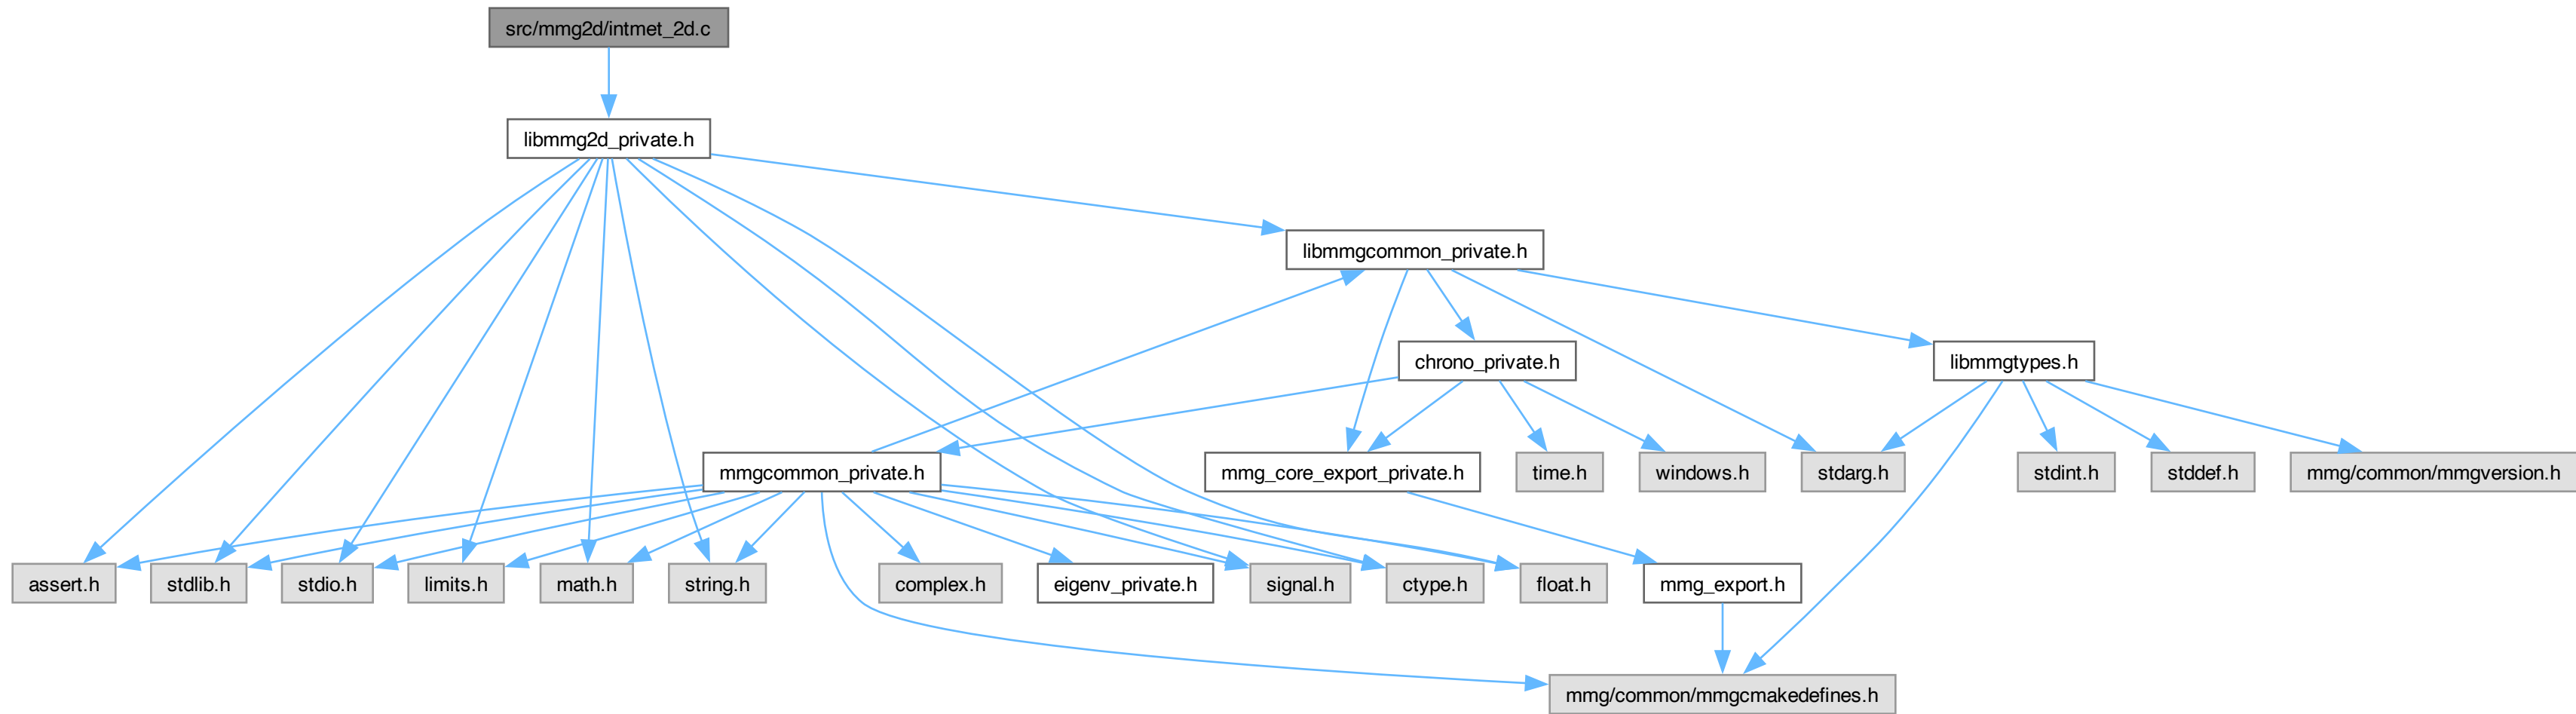 src/mmg2d/intmet_2d.c
libmmg2d_private.h
libmmgcommon_private.h
chrono_private.h
libmmgtypes.h
mmgcommon_private.h
mmg_core_export_private.h
time.h
windows.h
stdarg.h
stdint.h
stddef.h
mmg/common/mmgversion.h
assert.h
stdlib.h
stdio.h
limits.h
math.h
string.h
complex.h
eigenv_private.h
signal.h
ctype.h
float.h
mmg_export.h
mmg/common/mmgcmakedefines.h